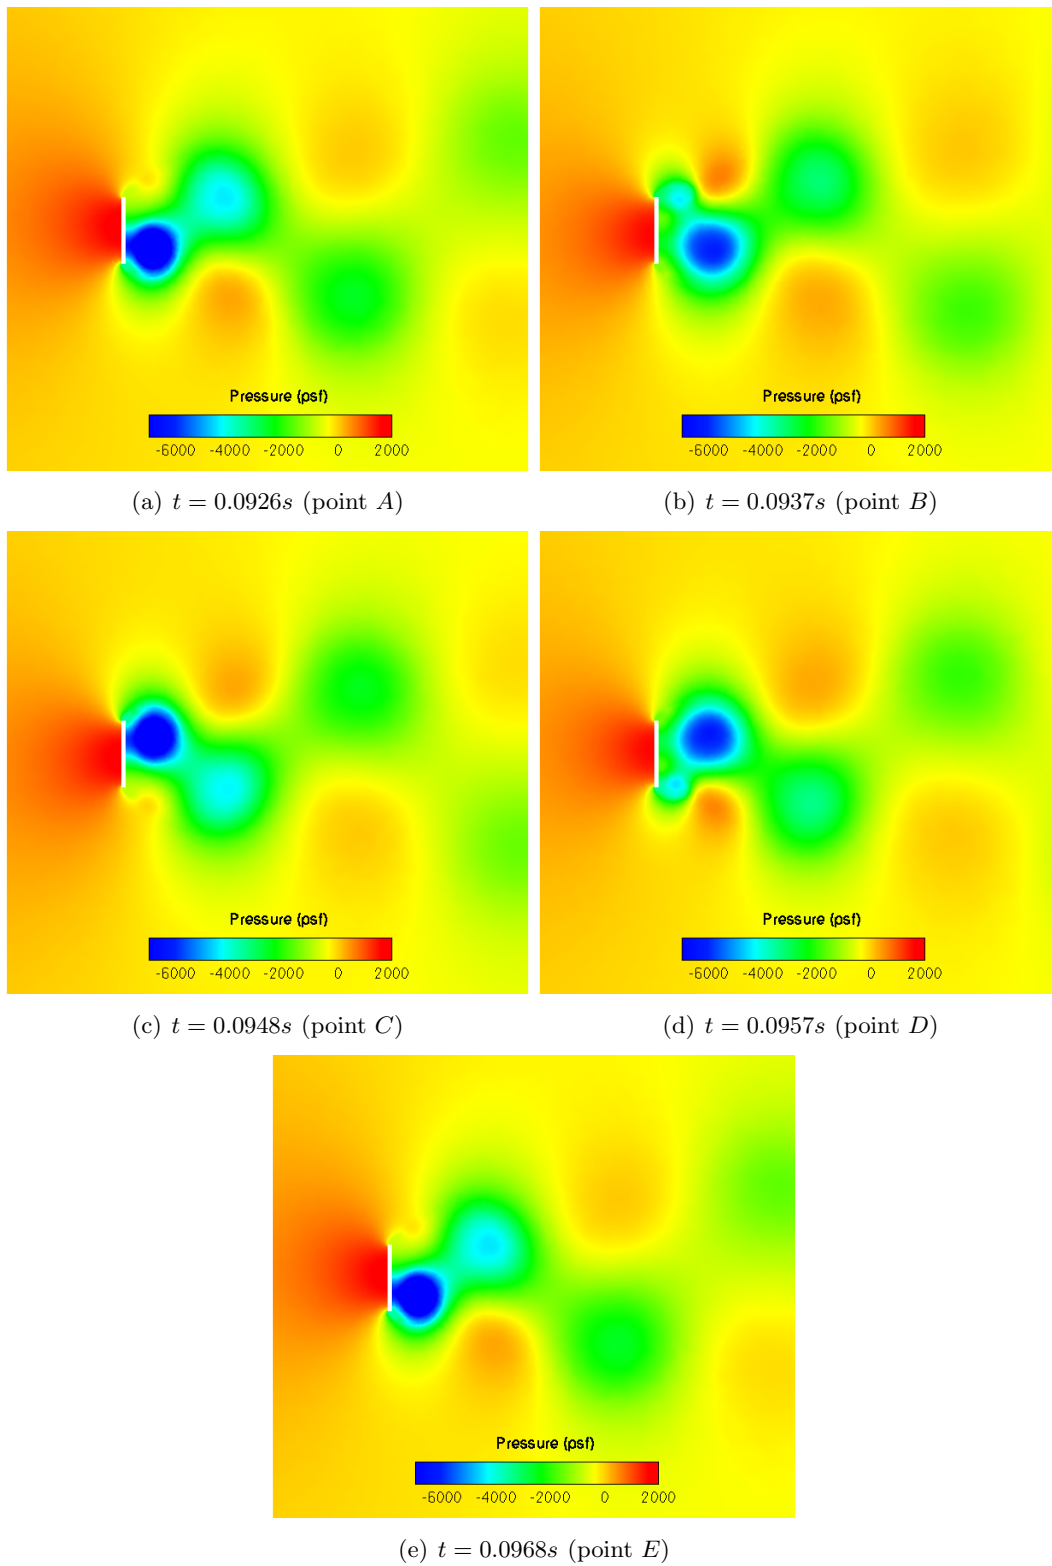 Pressure (psf)
-6000 -4000 -2000 0 2000
(a) t = 0.0926s (point A)
Pressure (psf)
-6000 -4000 -2000 0 2000
(b) t = 0.0937s (point B)
Pressure (psf)
-6000 -4000 -2000 0 2000
(c) t = 0.0948s (point C)
Pressure (psf)
-6000 -4000 -2000 0 2000
(d) t = 0.0957s (point D)
Pressure (psf)
-6000 -4000 -2000 0 2000
(e) t = 0.0968s (point E)